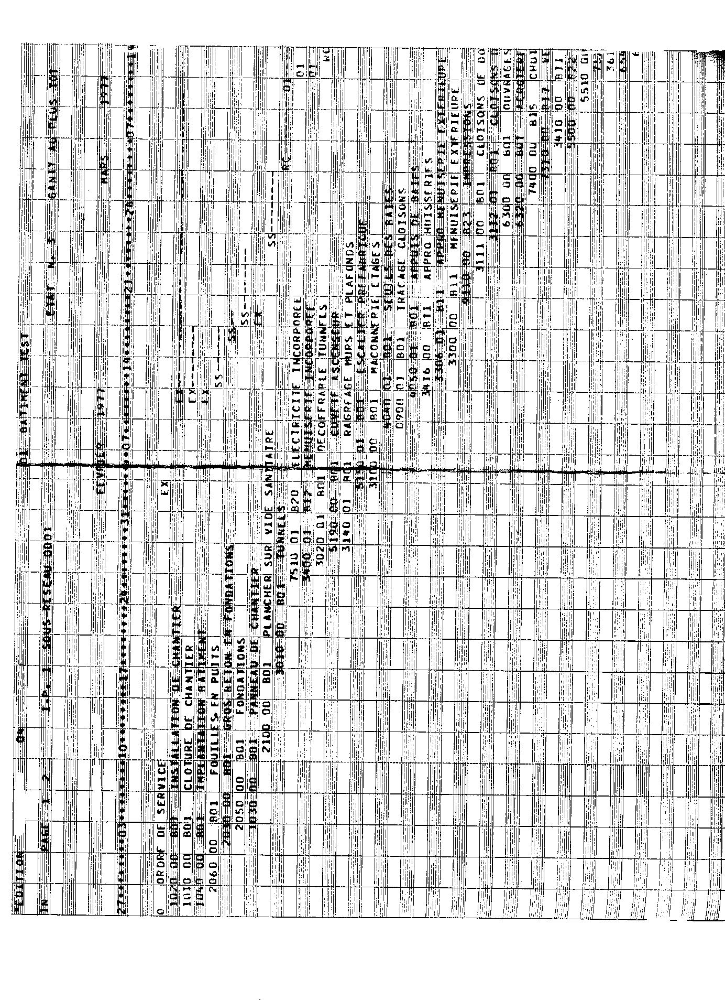 *EDITION 04 01 BATIMENT TEST
IN PAGE 1 2 I.P. 1 SOUS-RESEAU 0001 ETAT N. 3 GANTT AU PLUS TOT
FEVRIER 1977 MARS 1977
27******03******10******17******24******31******07******14******21******28******07******1
0 ORDRE DE SERVICE EX
1020 00 B01 INSTALLATION DE CHANTIER EX
1010 00 B01 CLOTURE DE CHANTIER EX--------
1040 00 B01 IMPLANTATION BATIMENT EX
2060 00 B01 FOUILLES EN PUITS SS--------
2030 00 B01 GROS BETON EN FONDATIONS SS--
2050 00 B01 FONDATIONS SS----------
1030 00 B01 PANNEAU DE CHANTIER EX
2100 00 B01 PLANCHER SUR VIDE SANITAIRE SS----------
3010 00 B01 TUNNELS RC---------- 01
7510 01 B20 ELECTRICITE INCORPOREE 01
3400 01 A12 MENUISERIE INCORPOREE 01
3020 01 B01 DECOFFRABLE TUNNELS RC
5190 00 B01 CUVETE ASCENSEUR
3140 01 B01 RAGREAGE MURS ET PLAFONDS
5150 01 B01 ESCALIER PREFABRIQUE
3100 00 B01 MACONNERIE ETAGES
4040 01 B01 SEUILS DES BAIES
0900 01 B01 TRACAGE CLOISONS
4050 01 B01 APPUIS DE BAIES
3416 00 B11 APPRO HUISSERIES
3306 01 B11 APPRO MENUISERIE EXTERIEURE
3300 00 B11 MENUISERIE EXTERIEURE
9110 00 B23 IMPRESSIONS
3111 00 B01 CLOISONS DE DO
3112 01 B01 CLOISONS D
6300 00 B01 OUVRAGES
6320 00 B01 ACROTERE
7400 00 B15 CHUT
7310 00 B17 VE
3410 00 B11
9500 00 B22
5510 01
75
361
654
6